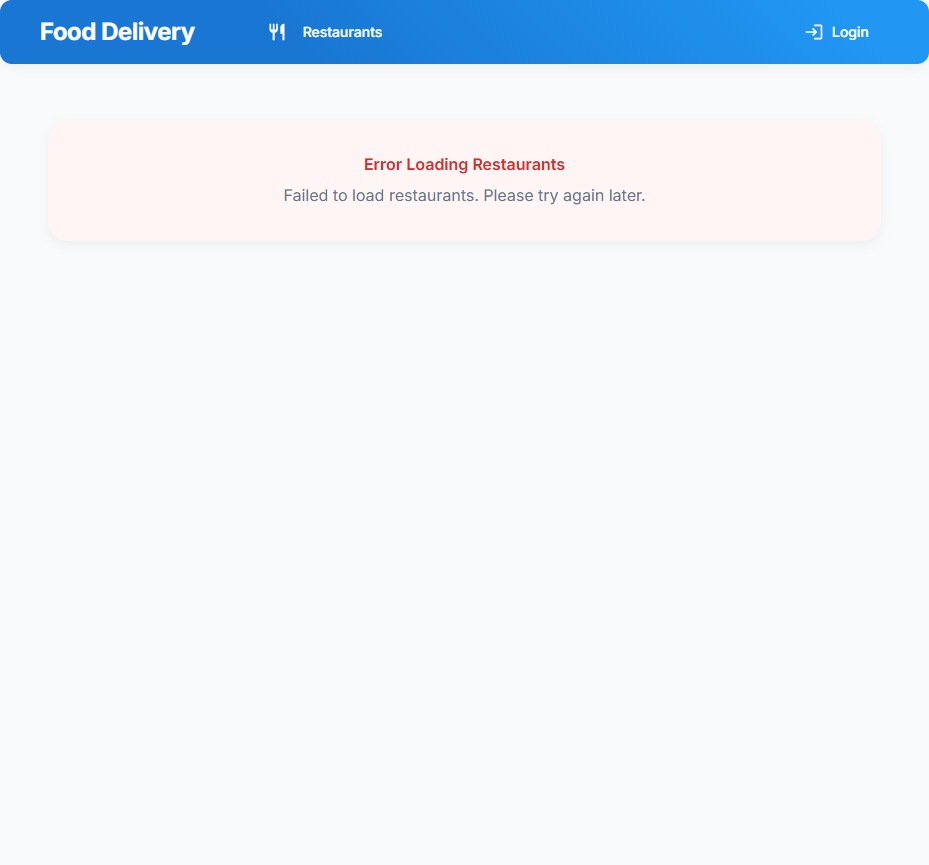 Food Delivery
Restaurants
Login
Error Loading Restaurants
Failed to load restaurants. Please try again later.